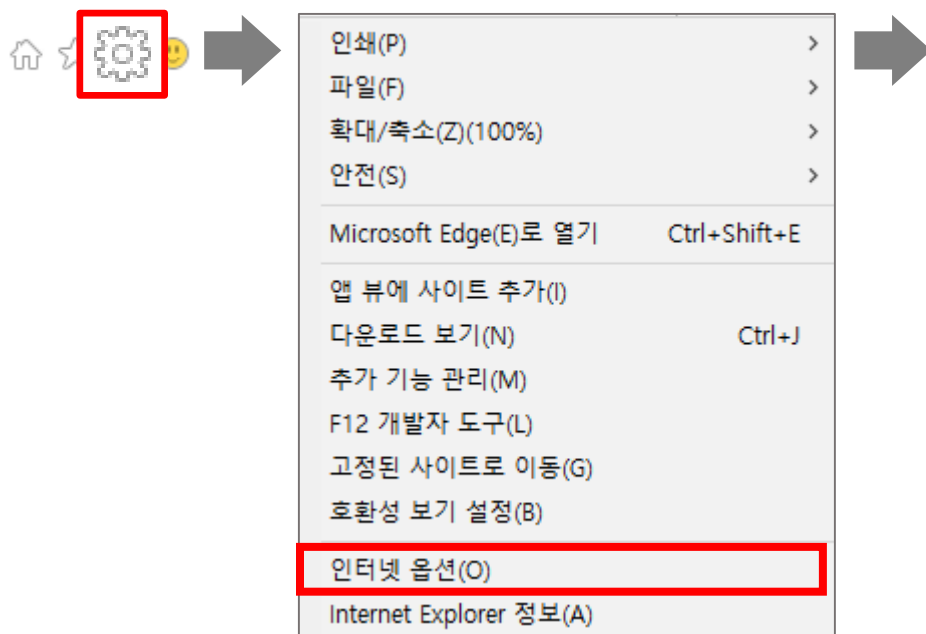 인쇄(P)
파일(F)
확대/축소(Z)(100%)
안전(S)
Microsoft Edge(E)로 열기 Ctrl+Shift+E
앱 뷰에 사이트 추가(I)
다운로드 보기(N) Ctrl+J
추가 기능 관리(M)
F12 개발자 도구(L)
고정된 사이트로 이동(G)
호환성 보기 설정(B)
인터넷 옵션(O)
Internet Explorer 정보(A)